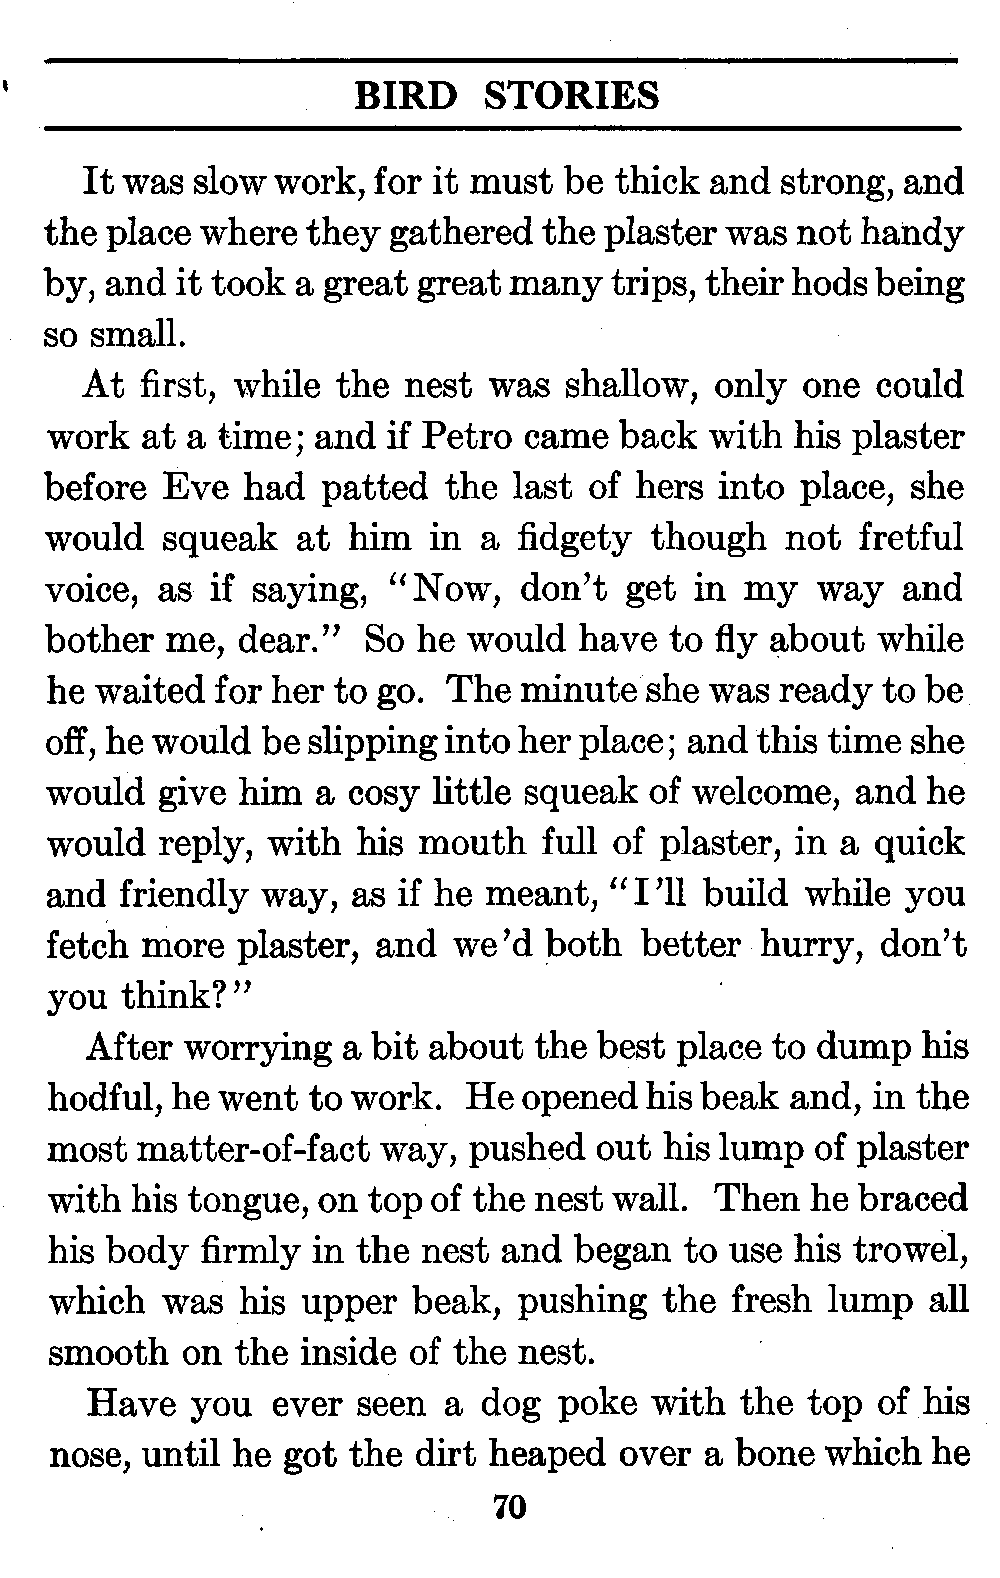 BIRD STORIES
It was slow work, for it must be thick and strong, and
the place where they gathered the plaster was not handy
by, and it took a great great many trips, their hods being
so small.
At first, while the nest was shallow, only one could
work at a time; and if Petro came back with his plaster
before Eve had patted the last of hers into place, she
would squeak at him in a fidgety though not fretful
voice, as if saying, “Now, don’t get in my way and
bother me, dear.” So he would have to fly about while
he waited for her to go. The minute she was ready to be
off, he would be slipping into her place; and this time she
would give him a cosy little squeak of welcome, and he
would reply, with his mouth full of plaster, in a quick
and friendly way, as if he meant, “I’ll build while you
fetch more plaster, and we’d both better hurry, don’t
you think?”
After worrying a bit about the best place to dump his
hodful, he went to work. He opened his beak and, in the
most matter-of-fact way, pushed out his lump of plaster
with his tongue, on top of the nest wall. Then he braced
his body firmly in the nest and began to use his trowel,
which was his upper beak, pushing the fresh lump all
smooth on the inside of the nest.
Have you ever seen a dog poke with the top of his
nose, until he got the dirt heaped over a bone which he
70